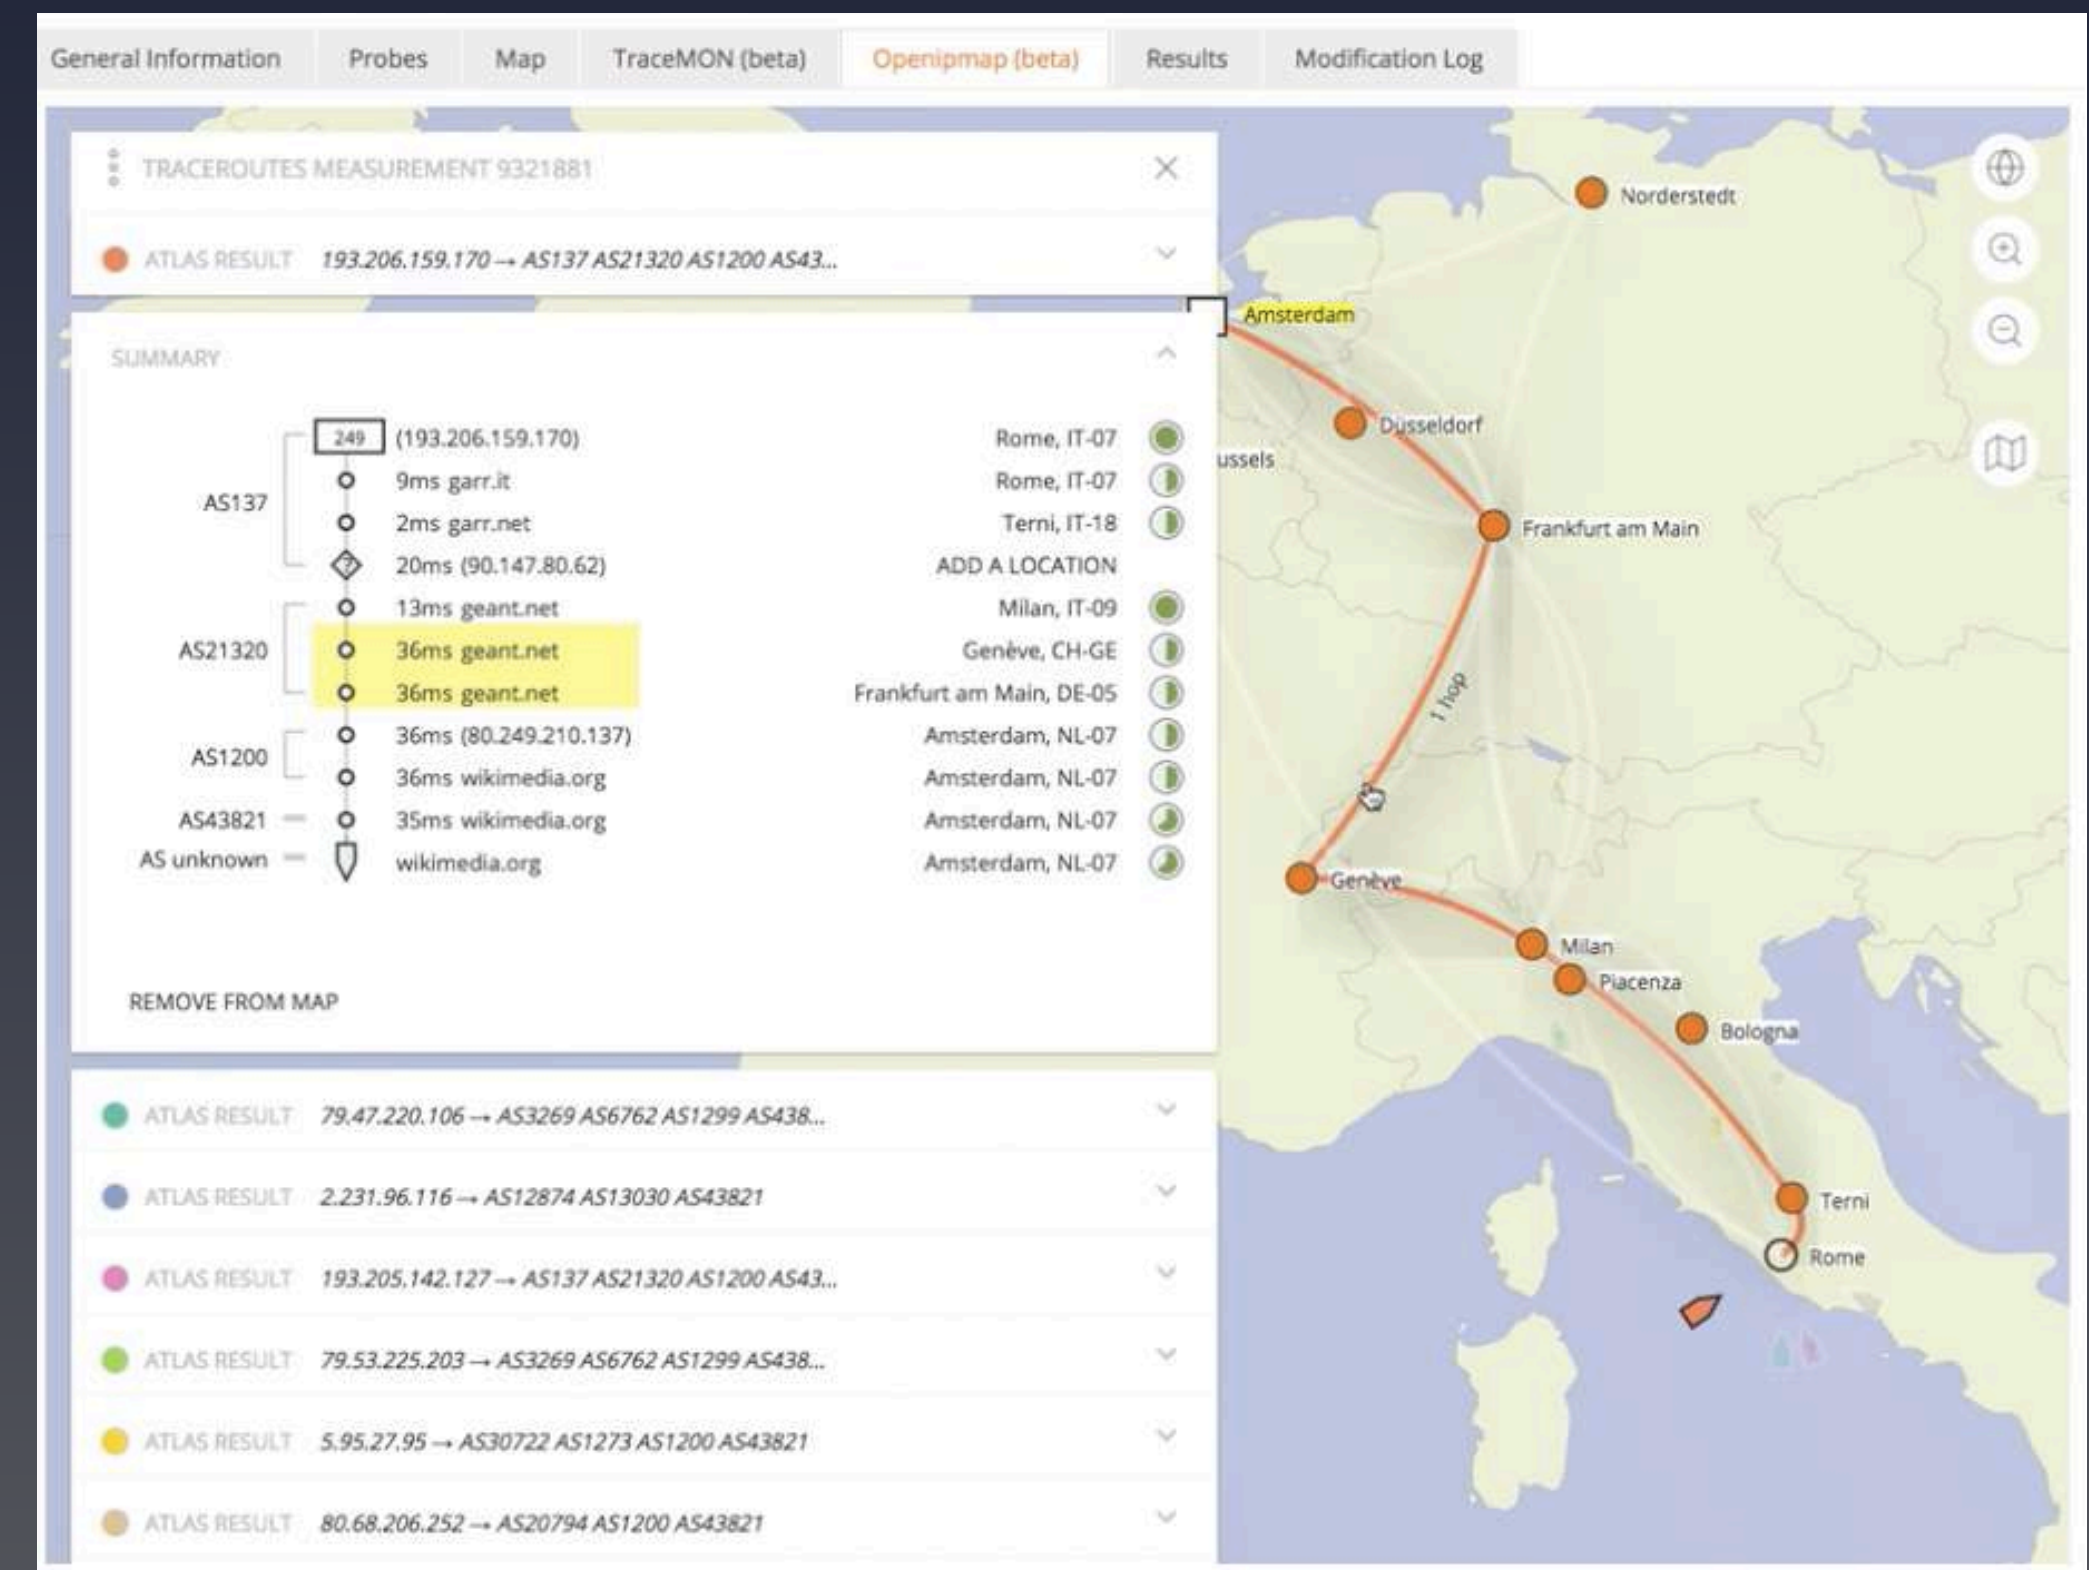 General Information Probes Map TraceMON (beta) Openipmap (beta) Results Modification Log
TRACEROUTES MEASUREMENT 9321881
ATLAS RESULT 193.206.159.170 → AS137 AS21320 AS1200 AS43...
SUMMARY
249 (193.206.159.170) Rome, IT-07
9ms garr.it Rome, IT-07
AS137
2ms garr.net Terni, IT-18
? 20ms (90.147.80.62) ADD A LOCATION
13ms geant.net Milan, IT-09
AS21320 36ms geant.net Genève, CH-GE
36ms geant.net Frankfurt am Main, DE-05
36ms (80.249.210.137) Amsterdam, NL-07
AS1200
36ms wikimedia.org Amsterdam, NL-07
AS43821 35ms wikimedia.org Amsterdam, NL-07
AS unknown wikimedia.org Amsterdam, NL-07
REMOVE FROM MAP
ATLAS RESULT 79.47.220.106 → AS3269 AS6762 AS1299 AS438...
ATLAS RESULT 2.231.96.116 → AS12874 AS13030 AS43821
ATLAS RESULT 193.205.142.127 → AS137 AS21320 AS1200 AS43...
ATLAS RESULT 79.53.225.203 → AS3269 AS6762 AS1299 AS438...
ATLAS RESULT 5.95.27.95 → AS30722 AS1273 AS1200 AS43821
ATLAS RESULT 80.68.206.252 → AS20794 AS1200 AS43821
Norderstedt
Amsterdam
Düsseldorf
ussels
Frankfurt am Main
1 hop
Genève
Milan
Piacenza
Bologna
Terni
Rome